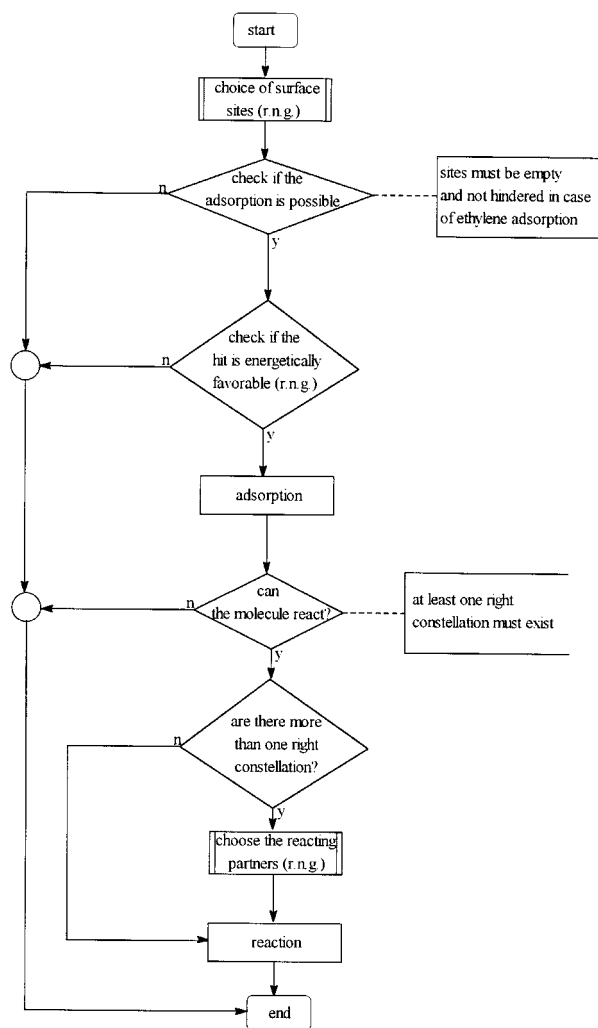 start
choice of surface
sites (r.n.g.)
check if the
adsorption is possible
n
y
sites must be empty
and not hindered in case
of ethylene adsorption
check if the
hit is energetically
favorable (r.n.g.)
n
y
adsorption
can
the molecule react?
n
y
at least one right
constellation must exist
are there more
than one right
constellation?
n
y
choose the reacting
partners (r.n.g.)
reaction
end